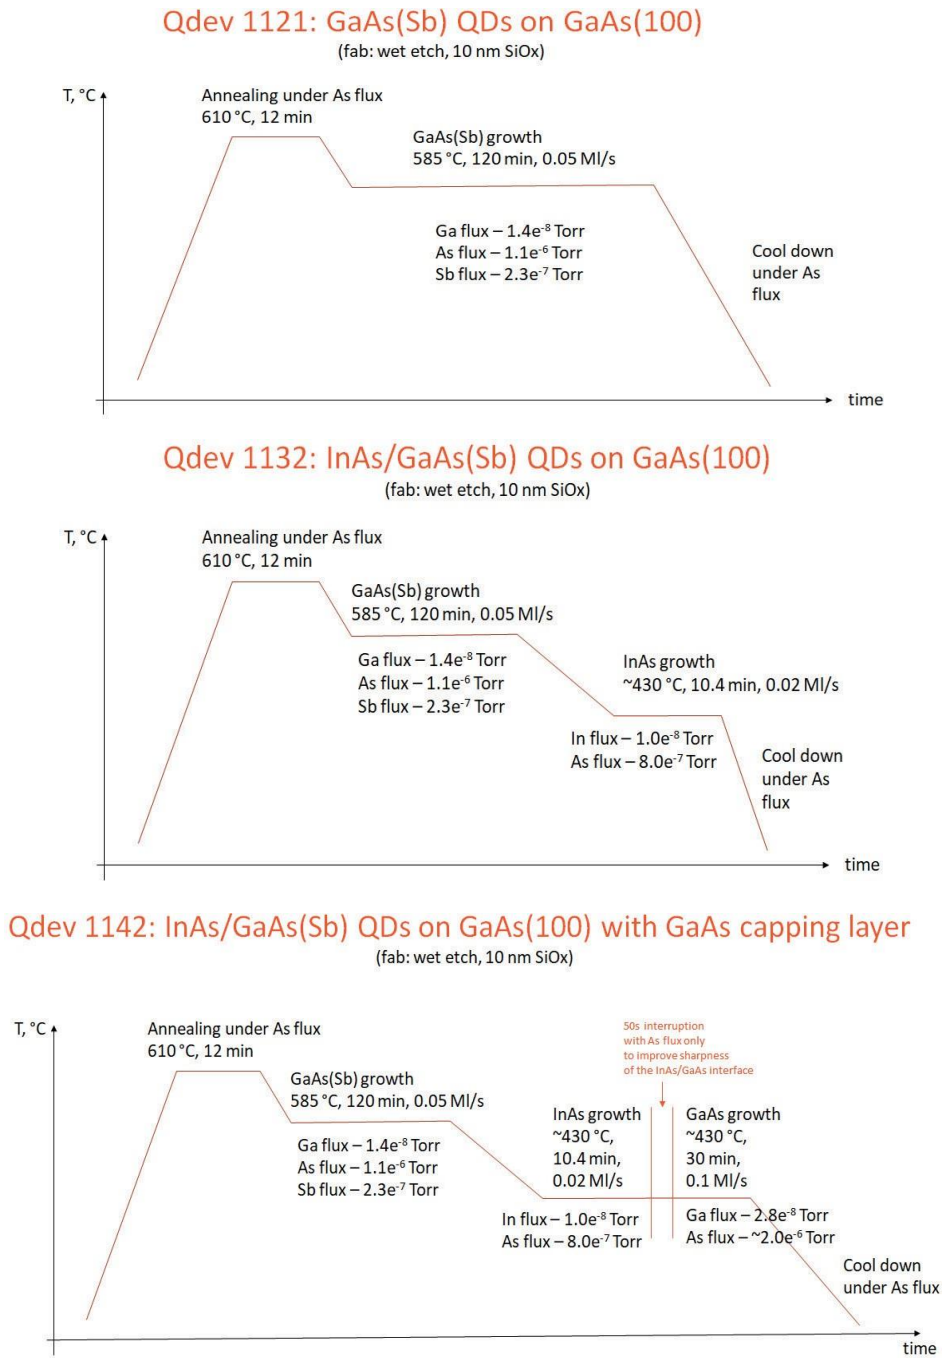 Qdev 1121: GaAs(Sb) QDs on GaAs(100)
(fab: wet etch, 10 nm SiOx)
T, °C
Annealing under As flux
610 °C, 12 min
GaAs(Sb) growth
585 °C, 120 min, 0.05 Ml/s
Ga flux – 1.4e⁻⁸ Torr
As flux – 1.1e⁻⁶ Torr
Sb flux – 2.3e⁻⁷ Torr
Cool down
under As
flux
time
Qdev 1132: InAs/GaAs(Sb) QDs on GaAs(100)
(fab: wet etch, 10 nm SiOx)
T, °C
Annealing under As flux
610 °C, 12 min
GaAs(Sb) growth
585 °C, 120 min, 0.05 Ml/s
Ga flux – 1.4e⁻⁸ Torr
As flux – 1.1e⁻⁶ Torr
Sb flux – 2.3e⁻⁷ Torr
InAs growth
~430 °C, 10.4 min, 0.02 Ml/s
In flux – 1.0e⁻⁸ Torr
As flux – 8.0e⁻⁷ Torr
Cool down
under As
flux
time
Qdev 1142: InAs/GaAs(Sb) QDs on GaAs(100) with GaAs capping layer
(fab: wet etch, 10 nm SiOx)
T, °C
Annealing under As flux
610 °C, 12 min
GaAs(Sb) growth
585 °C, 120 min, 0.05 Ml/s
Ga flux – 1.4e⁻⁸ Torr
As flux – 1.1e⁻⁶ Torr
Sb flux – 2.3e⁻⁷ Torr
50s interruption
with As flux only
to improve sharpness
of the InAs/GaAs interface
InAs growth
~430 °C,
10.4 min,
0.02 Ml/s
In flux – 1.0e⁻⁸ Torr
As flux – 8.0e⁻⁷ Torr
GaAs growth
~430 °C,
30 min,
0.1 Ml/s
Ga flux – 2.8e⁻⁸ Torr
As flux – ~2.0e⁻⁶ Torr
Cool down
under As flux
time